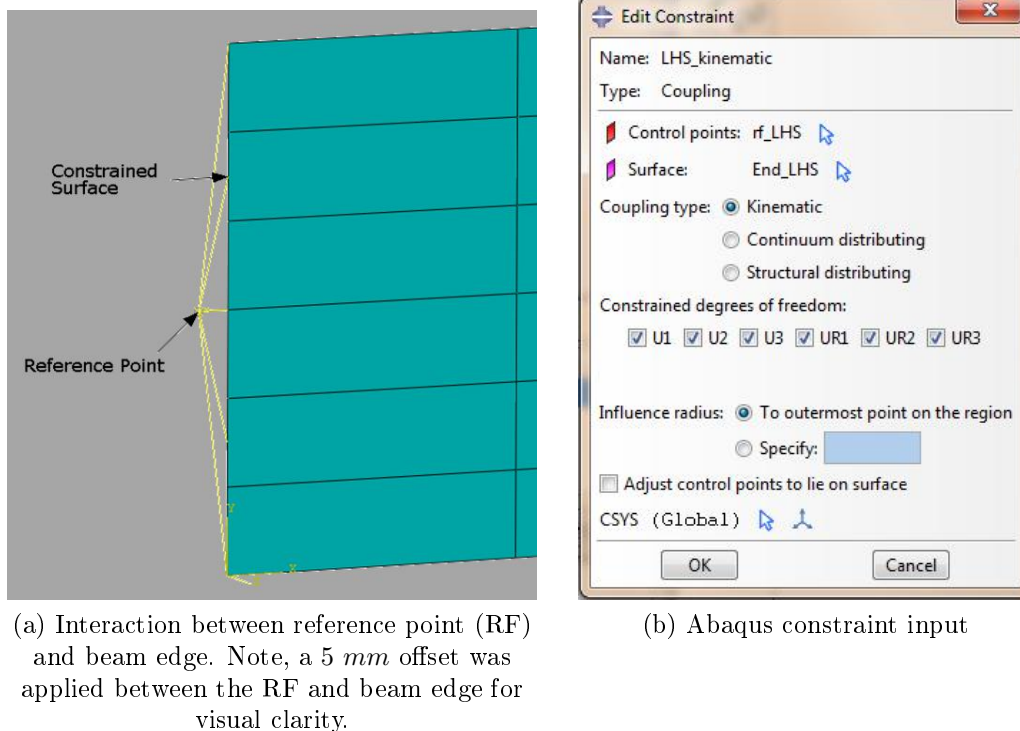 Constrained
Surface
Reference Point
Y
X
Z
(a) Interaction between reference point (RF)
and beam edge. Note, a 5 mm offset was
applied between the RF and beam edge for
visual clarity.
Edit Constraint
Name: LHS_kinematic
Type: Coupling
Control points: rf_LHS
Surface: End_LHS
Coupling type: Kinematic
Continuum distributing
Structural distributing
Constrained degrees of freedom:
U1 U2 U3 UR1 UR2 UR3
Influence radius: To outermost point on the region
Specify:
Adjust control points to lie on surface
CSYS (Global)
OK Cancel
(b) Abaqus constraint input